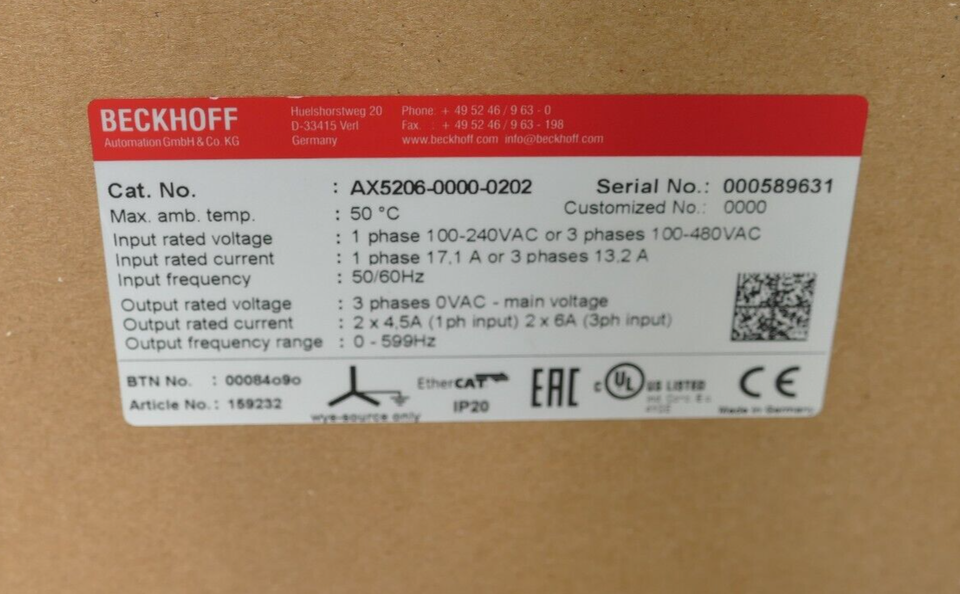 BECKHOFF
Automation GmbH & Co. KG
Huelshorstweg 20
D-33415 Verl
Germany
Phone: + 49 52 46 / 9 63 - 0
Fax : + 49 52 46 / 9 63 - 198
www.beckhoff.com info@beckhoff.com
Cat. No. : AX5206-0000-0202 Serial No.: 000589631
Max. amb. temp. : 50 °C Customized No.: 0000
Input rated voltage : 1 phase 100-240VAC or 3 phases 100-480VAC
Input rated current : 1 phase 17,1 A or 3 phases 13,2 A
Input frequency : 50/60Hz
Output rated voltage : 3 phases 0VAC - main voltage
Output rated current : 2 x 4,5A (1ph input) 2 x 6A (3ph input)
Output frequency range : 0 - 599Hz
BTN No. : 00084o9o
Article No.: 159232
wye-source only
EtherCAT
IP20
EAC
c UL US LISTED
CE
Made in Germany